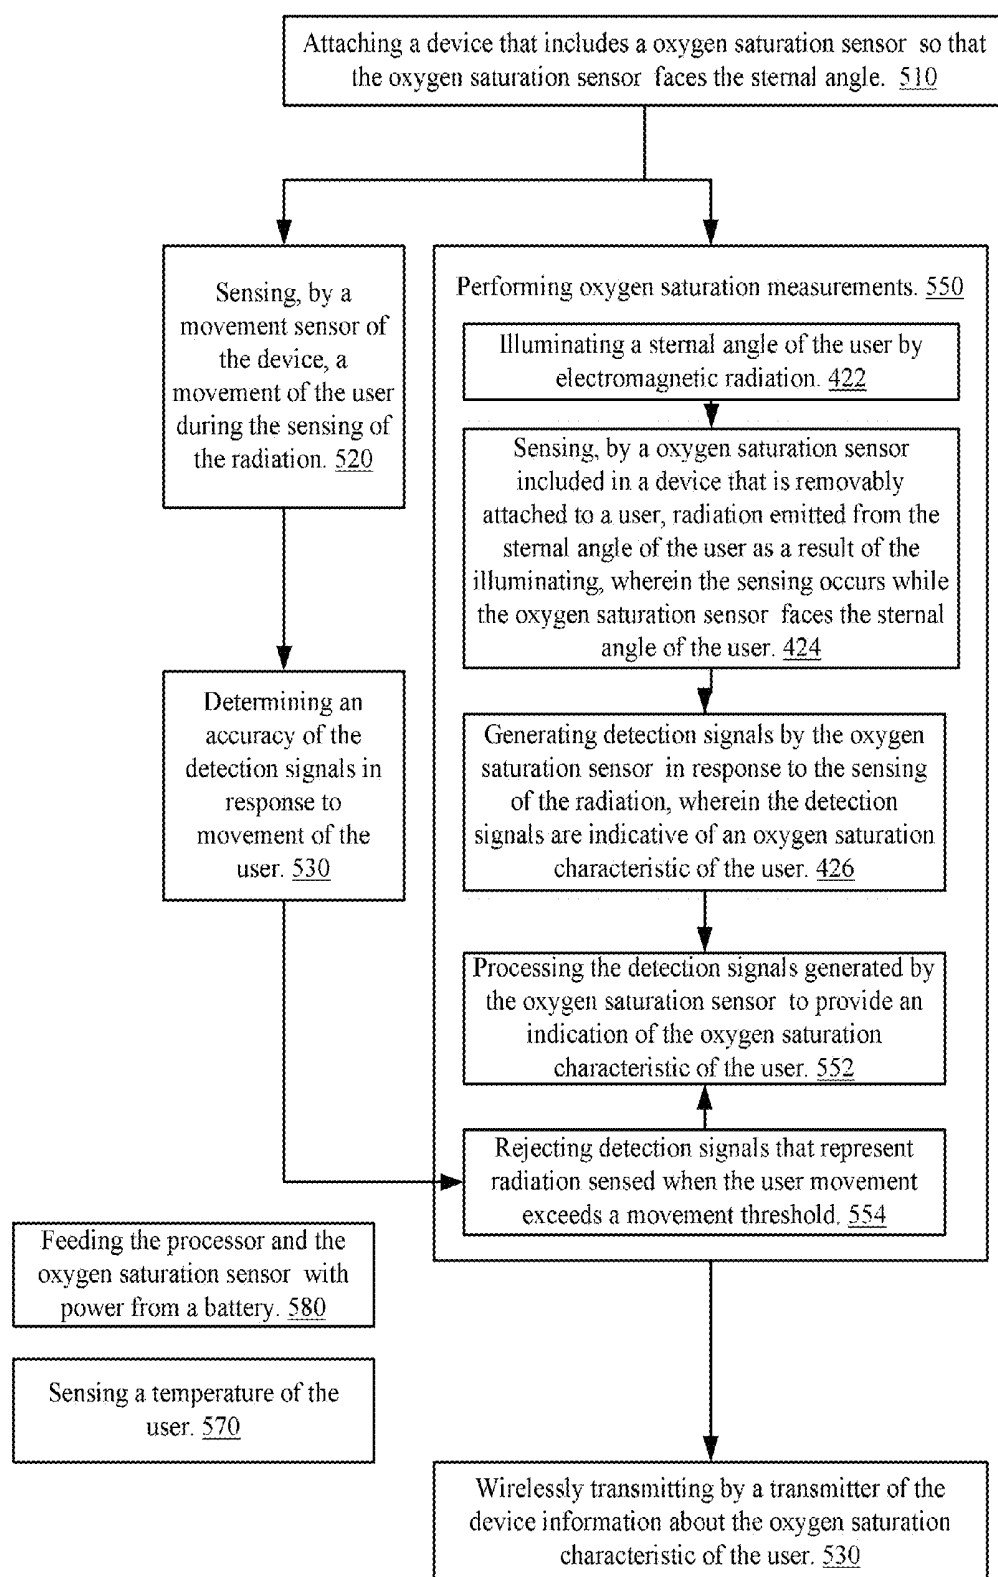 Attaching a device that includes a oxygen saturation sensor so that
the oxygen saturation sensor faces the sternal angle. 510
Sensing, by a
movement sensor of
the device, a
movement of the user
during the sensing of
the radiation. 520
Determining an
accuracy of the
detection signals in
response to
movement of the
user. 530
Performing oxygen saturation measurements. 550
Illuminating a sternal angle of the user by
electromagnetic radiation. 422
Sensing, by a oxygen saturation sensor
included in a device that is removably
attached to a user, radiation emitted from the
sternal angle of the user as a result of the
illuminating, wherein the sensing occurs while
the oxygen saturation sensor faces the sternal
angle of the user. 424
Generating detection signals by the oxygen
saturation sensor in response to the sensing
of the radiation, wherein the detection
signals are indicative of an oxygen saturation
characteristic of the user. 426
Processing the detection signals generated by
the oxygen saturation sensor to provide an
indication of the oxygen saturation
characteristic of the user. 552
Rejecting detection signals that represent
radiation sensed when the user movement
exceeds a movement threshold. 554
Feeding the processor and the
oxygen saturation sensor with
power from a battery. 580
Sensing a temperature of the
user. 570
Wirelessly transmitting by a transmitter of the
device information about the oxygen saturation
characteristic of the user. 530